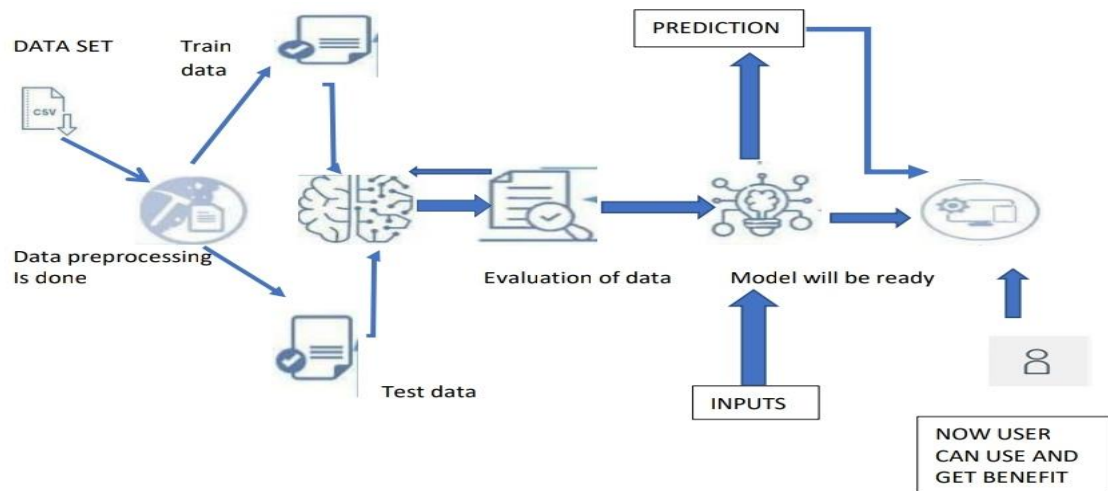 PREDICTION
DATA SET
Train
data
CSV
Data preprocessing
Is done
Evaluation of data
Model will be ready
Test data
INPUTS
NOW USER
CAN USE AND
GET BENEFIT